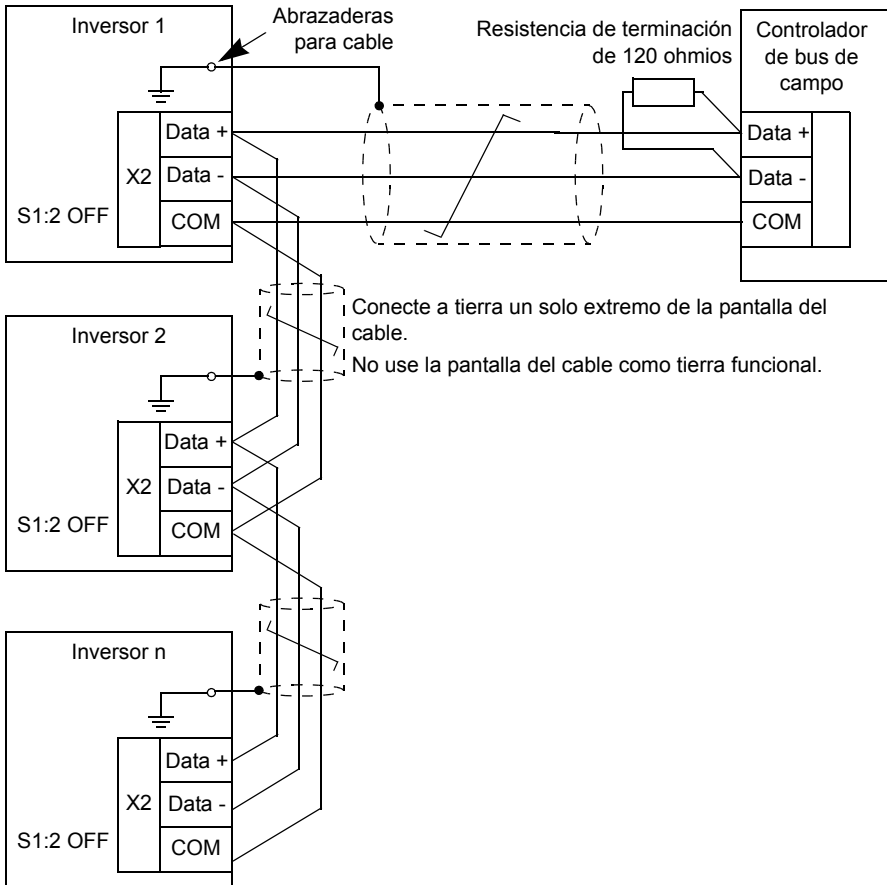 Inversor 1
Abrazaderas
para cable
Resistencia de terminación
de 120 ohmios
Controlador
de bus de
campo
Data +
X2
Data -
S1:2 OFF
COM
Data +
Data -
COM
Conecte a tierra un solo extremo de la pantalla del
cable.
No use la pantalla del cable como tierra funcional.
Inversor 2
Data +
X2
Data -
S1:2 OFF
COM
Inversor n
Data +
X2
Data -
S1:2 OFF
COM